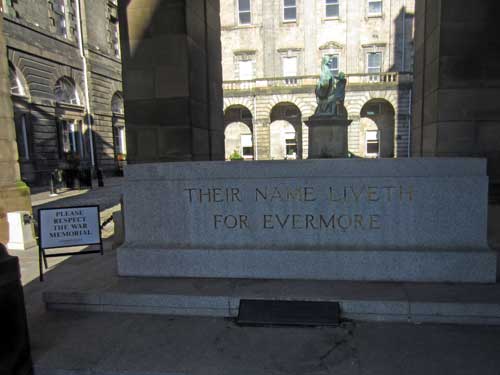 THEIR NAME LIVETH
FOR EVERMORE
PLEASE
RESPECT
THE WAR
MEMORIAL